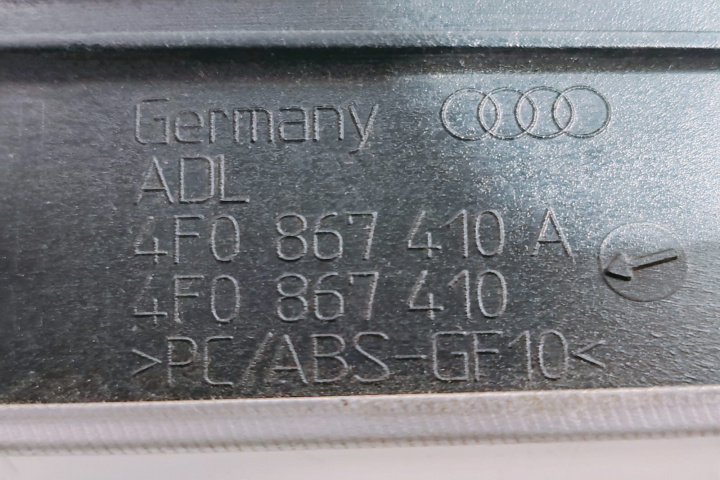 Germany
ADL
4F0 867 410 A
4F0 867 410
>PC/ABS-GF10<